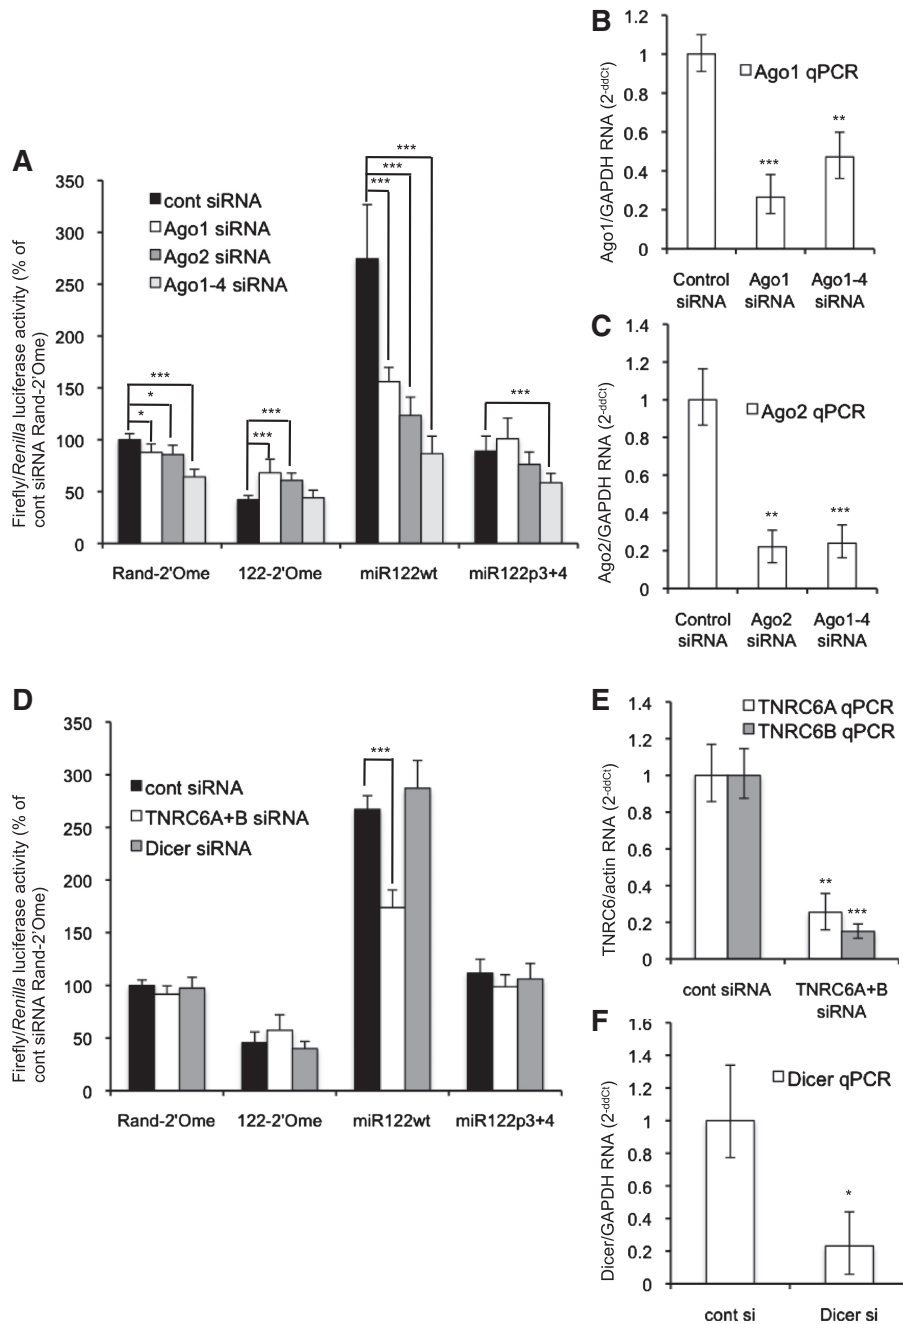 A
Firefly/Renilla luciferase activity (% of
cont siRNA Rand-2'Ome)
350
300
250
200
150
100
50
0
cont siRNA
Ago1 siRNA
Ago2 siRNA
Ago1-4 siRNA
***
*
*
***
***
***
***
***
***
Rand-2'Ome
122-2'Ome
miR122wt
miR122p3+4
B
Ago1/GAPDH RNA (2-ddCt)
1.2
1
0.8
0.6
0.4
0.2
0
Ago1 qPCR
***
**
Control
siRNA
Ago1
siRNA
Ago1-4
siRNA
C
Ago2/GAPDH RNA (2-ddCt)
1.4
1.2
1
0.8
0.6
0.4
0.2
0
Ago2 qPCR
**
***
Control
siRNA
Ago2
siRNA
Ago1-4
siRNA
D
Firefly/Renilla luciferase activity (% of
cont siRNA Rand-2'Ome)
350
300
250
200
150
100
50
0
cont siRNA
TNRC6A+B siRNA
Dicer siRNA
***
Rand-2'Ome
122-2'Ome
miR122wt
miR122p3+4
E
TNRC6/actin RNA (2-ddCt)
1.4
1.2
1
0.8
0.6
0.4
0.2
0
TNRC6A qPCR
TNRC6B qPCR
**
***
cont siRNA
TNRC6A+B
siRNA
F
Dicer/GAPDH RNA (2-ddCt)
1.6
1.4
1.2
1
0.8
0.6
0.4
0.2
0
Dicer qPCR
*
cont si
Dicer si